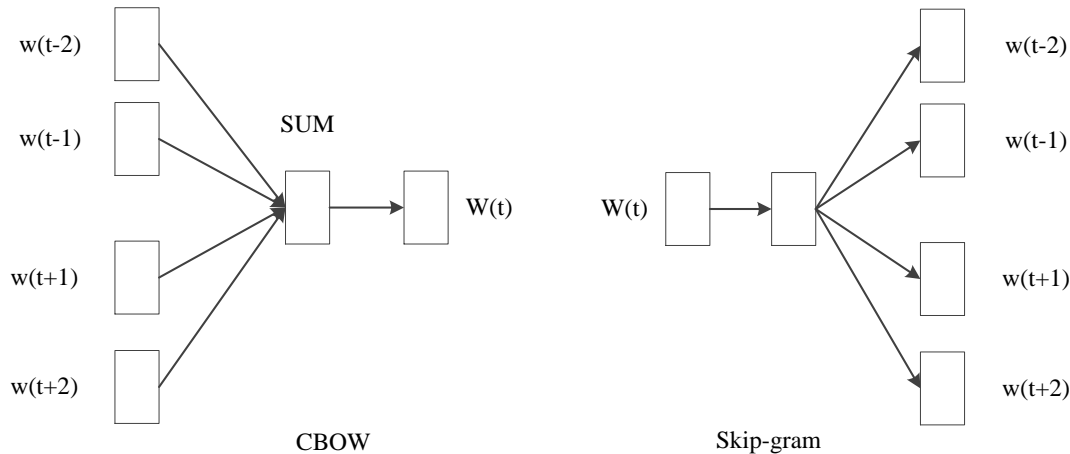 w(t-2)
w(t-1)
SUM
W(t)
w(t+1)
w(t+2)
CBOW
w(t-2)
w(t-1)
W(t)
w(t+1)
w(t+2)
Skip-gram